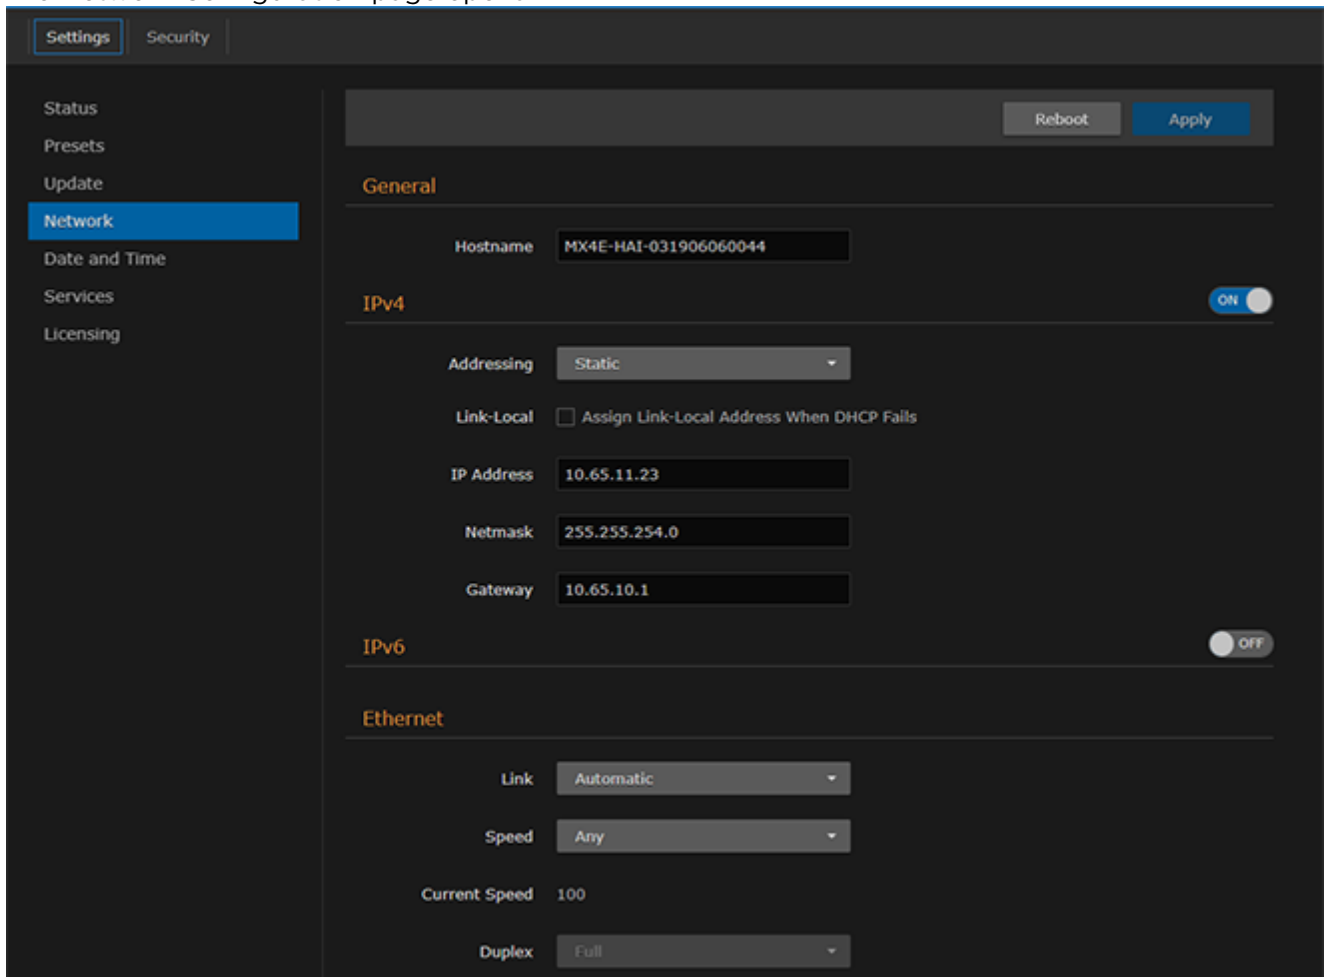 Settings Security
Status
Presets
Update
Network
Date and Time
Services
Licensing
Reboot Apply
General
Hostname MX4E-HAI-031906060044
IPv4 ON
Addressing Static
Link-Local Assign Link-Local Address When DHCP Fails
IP Address 10.65.11.23
Netmask 255.255.254.0
Gateway 10.65.10.1
IPv6 OFF
Ethernet
Link Automatic
Speed Any
Current Speed 100
Duplex Full